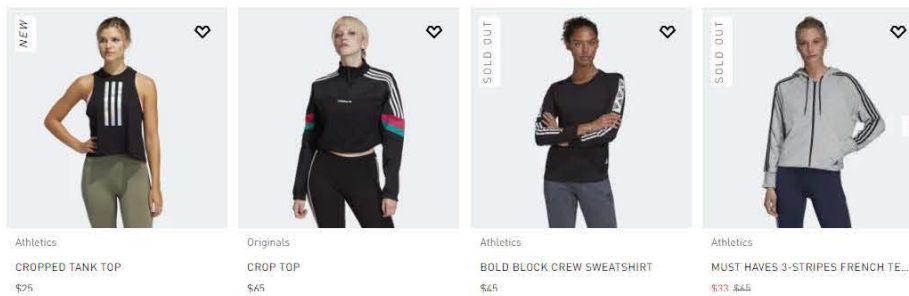 NEW
SOLD OUT
SOLD OUT
Athletics
Originals
Athletics
Athletics
CROPPED TANK TOP
CROP TOP
BOLD BLOCK CREW SWEATSHIRT
MUST HAVES 3-STRIPES FRENCH TE...
$25
$65
$45
$33 $65